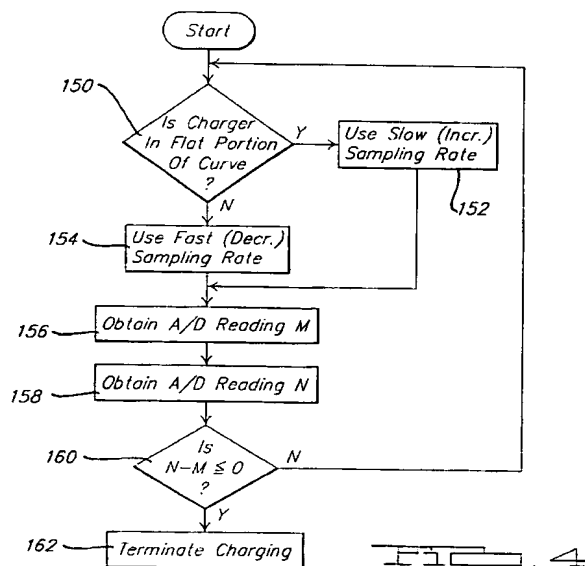 Start
150
Is Charger
In Flat Portion
Of Curve
?
Y
Use Slow (Incr.)
Sampling Rate
152
N
154
Use Fast (Decr.)
Sampling Rate
156
Obtain A/D Reading M
158
Obtain A/D Reading N
160
Is
N-M ≦ 0
?
N
Y
162
Terminate Charging